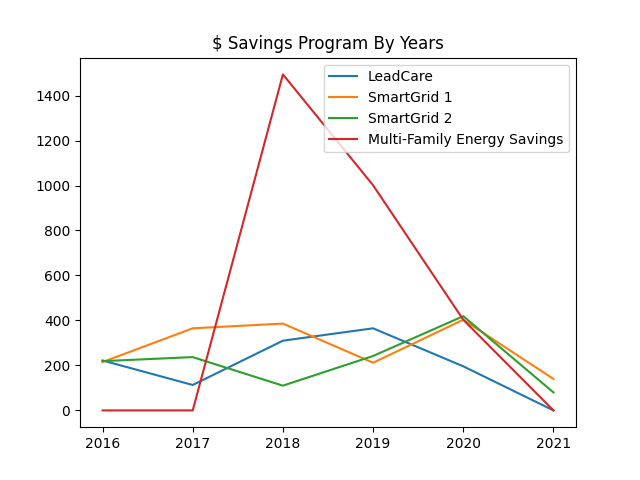 $ Savings Program By Years
LeadCare
SmartGrid 1
SmartGrid 2
Multi-Family Energy Savings
1400
1200
1000
800
600
400
200
0
2016 2017 2018 2019 2020 2021